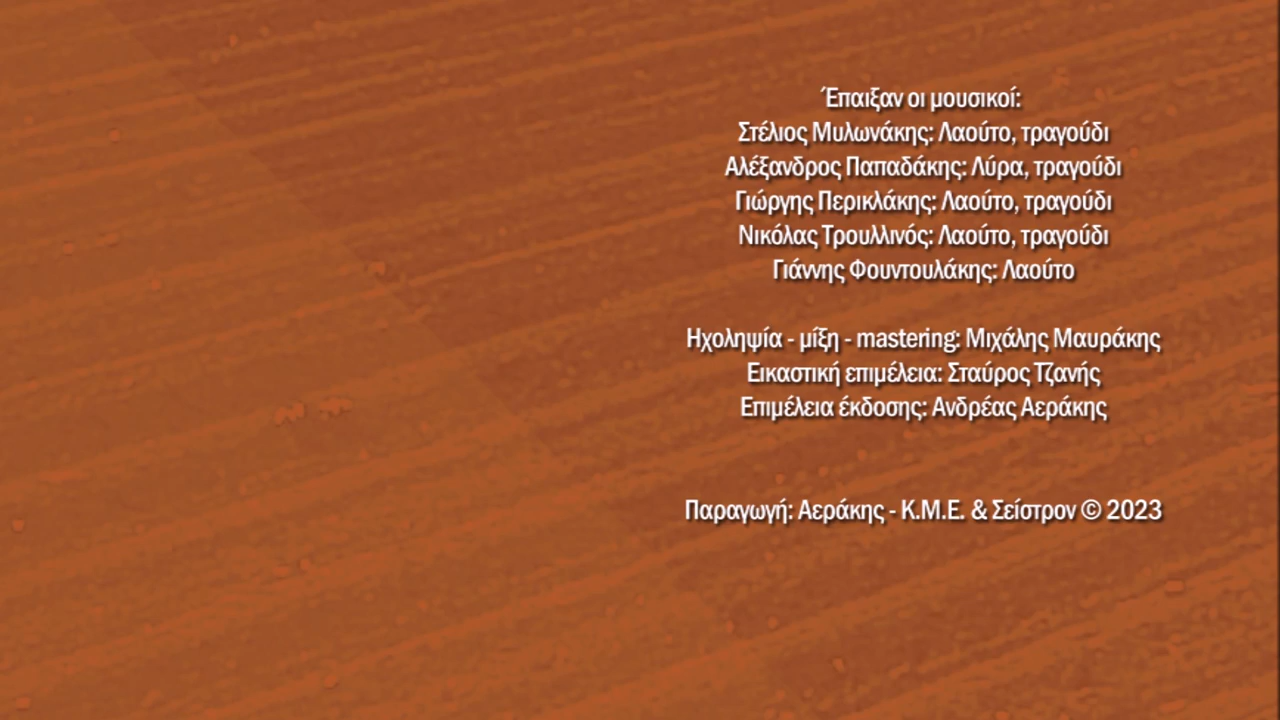 Έπαιξαν οι μουσικοί:
Στέλιος Μυλωνάκης: Λαούτο, τραγούδι
Αλέξανδρος Παπαδάκης: Λύρα, τραγούδι
Γιώργης Περικλάκης: Λαούτο, τραγούδι
Νικόλας Τρουλλινός: Λαούτο, τραγούδι
Γιάννης Φουντουλάκης: Λαούτο
Ηχοληψία - μίξη - mastering: Μιχάλης Μαυράκης
Εικαστική επιμέλεια: Σταύρος Τζανής
Επιμέλεια έκδοσης: Ανδρέας Αεράκης
Παραγωγή: Αεράκης - Κ.Μ.Ε. & Σείστρον © 2023